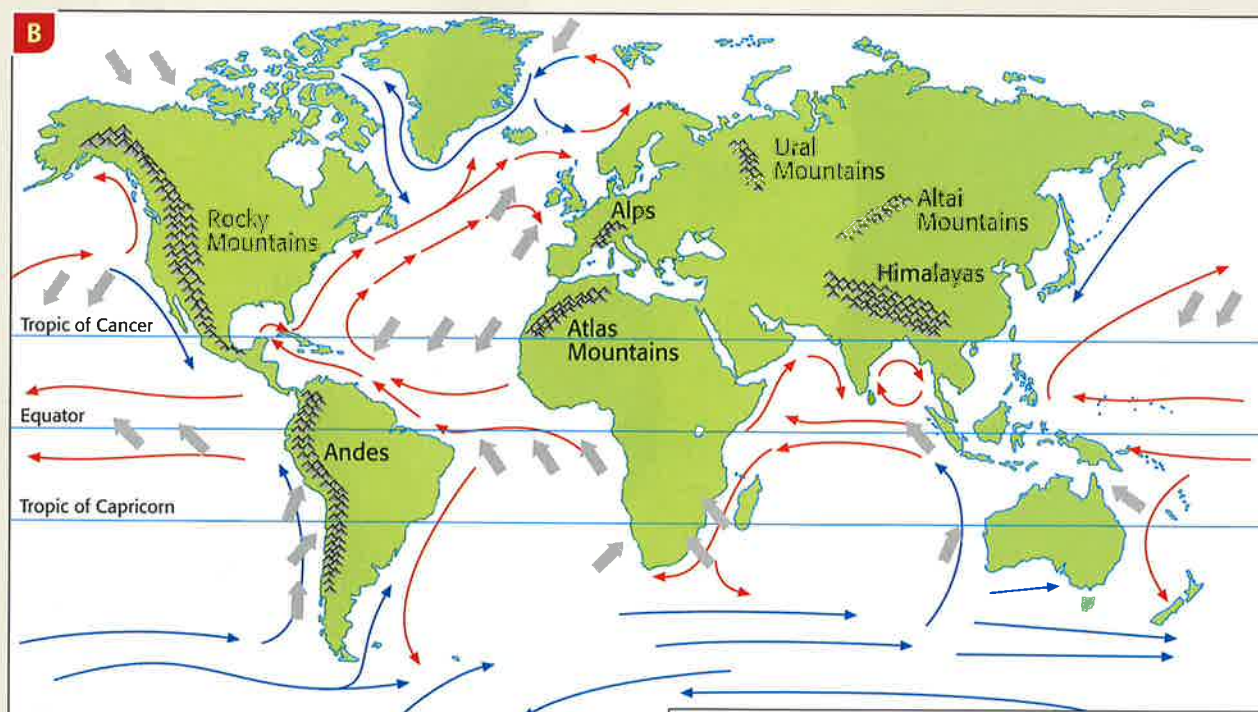 B
Ural
Mountains
Altai
Mountains
Alps
Rocky
Mountains
Himalayas
Tropic of Cancer
Atlas
Mountains
Equator
Andes
Tropic of Capricorn